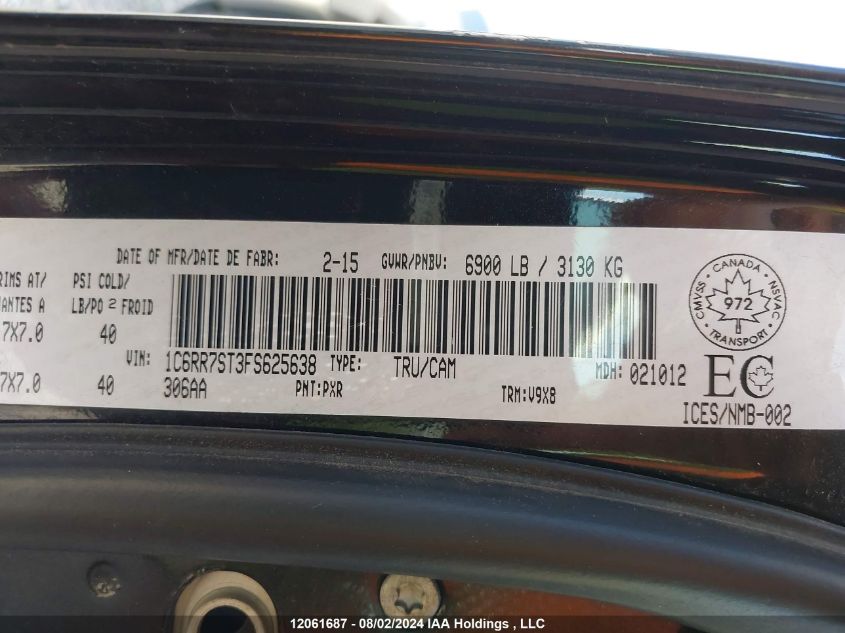 DATE OF MFR/DATE DE FABR: 2-15 GVWR/PNBV: 6900 LB / 3130 KG
RIMS AT/ PSI COLD/
ANTES A LB/PO 2 FROID
7X7.0 40
VIN: 1C6RR7ST3FS625638 TYPE: TRU/CAM MDH: 021012
7X7.0 40 306AA PNT:PXR TRM:V9X8
CMVSS CANADA NSVAC
972
TRANSPORT
EC
ICES/NMB-002
12061687 - 08/02/2024 IAA Holdings , LLC